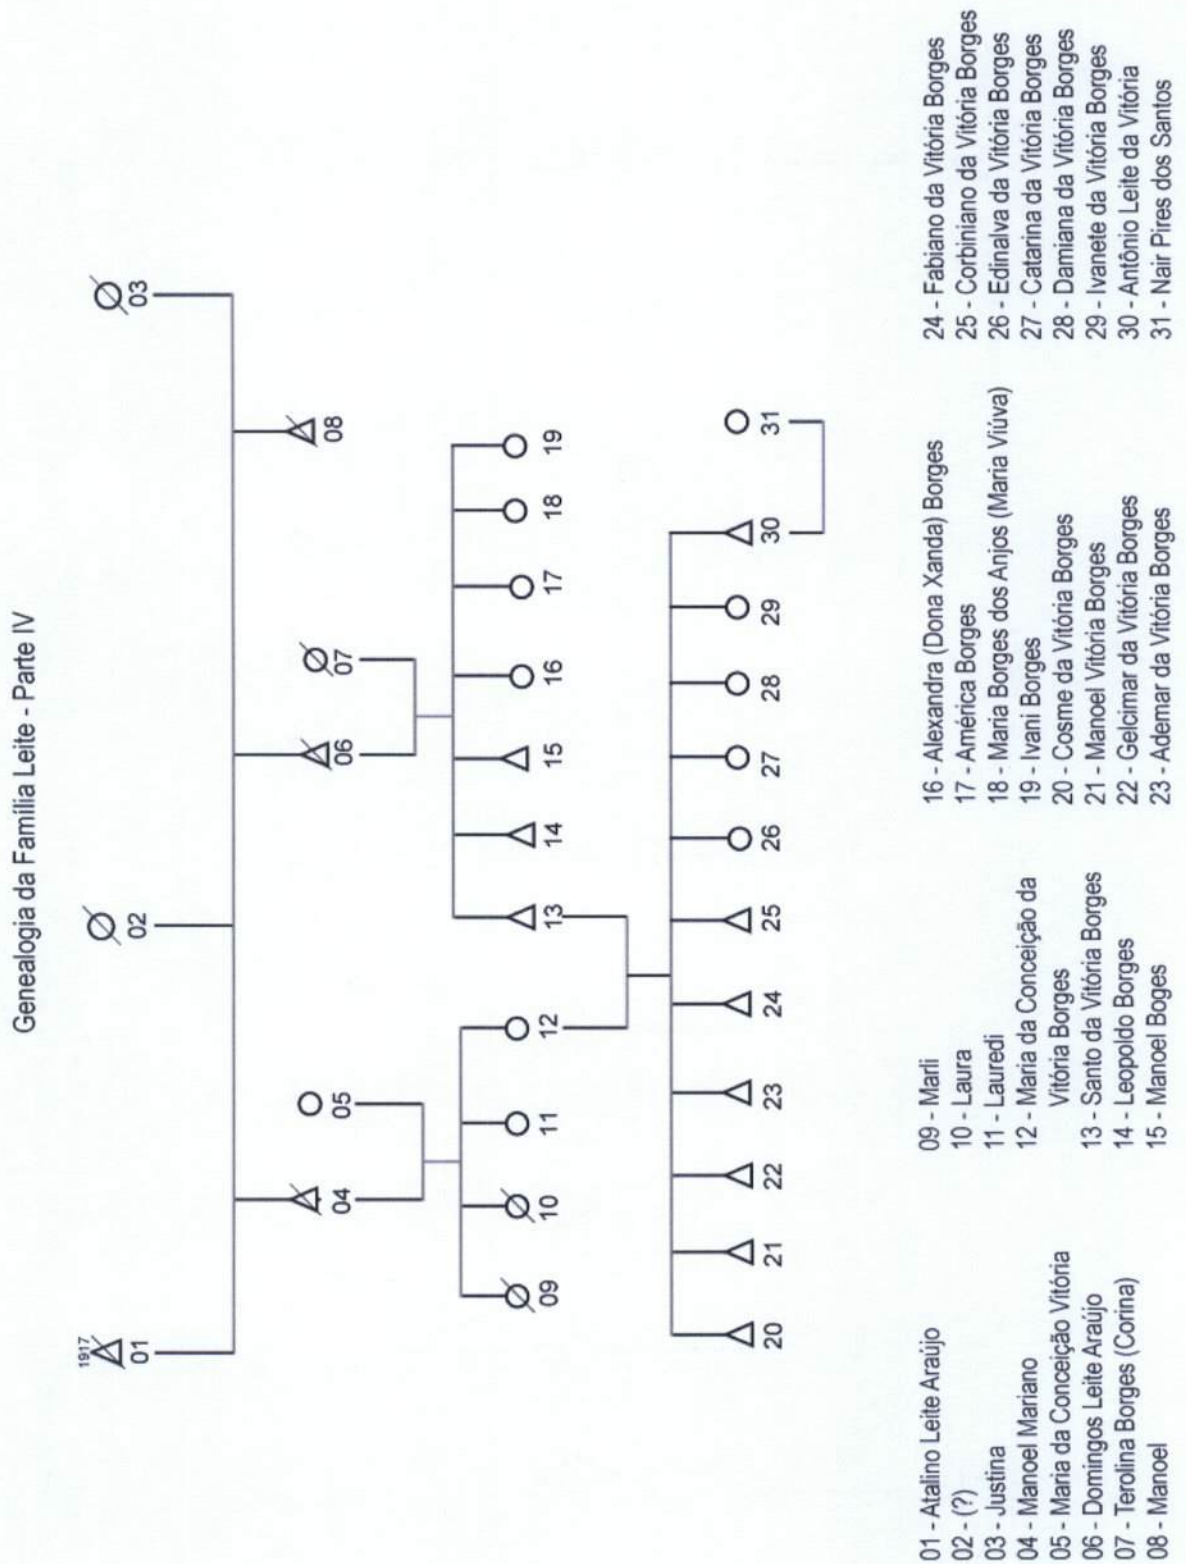 Genealogia da Família Leite - Parte IV
1917
01
02
03
04
05
06
07
08
09
10
11
12
13
14
15
16
17
18
19
20
21
22
23
24
25
26
27
28
29
30
31
01 - Atalino Leite Araújo
02 - (?)
03 - Justina
04 - Manoel Mariano
05 - Maria da Conceição Vitória
06 - Domingos Leite Araújo
07 - Terolina Borges (Corina)
08 - Manoel
09 - Marli
10 - Laura
11 - Lauredi
12 - Maria da Conceição da
Vitória Borges
13 - Santo da Vitória Borges
14 - Leopoldo Borges
15 - Manoel Boges
16 - Alexandra (Dona Xanda) Borges
17 - América Borges
18 - Maria Borges dos Anjos (Maria Viúva)
19 - Ivani Borges
20 - Cosme da Vitória Borges
21 - Manoel Vitória Borges
22 - Gelcimar da Vitória Borges
23 - Ademar da Vitória Borges
24 - Fabiano da Vitória Borges
25 - Corbiniano da Vitória Borges
26 - Edinalva da Vitória Borges
27 - Catarina da Vitória Borges
28 - Damiana da Vitória Borges
29 - Ivanete da Vitória Borges
30 - Antônio Leite da Vitória
31 - Nair Pires dos Santos